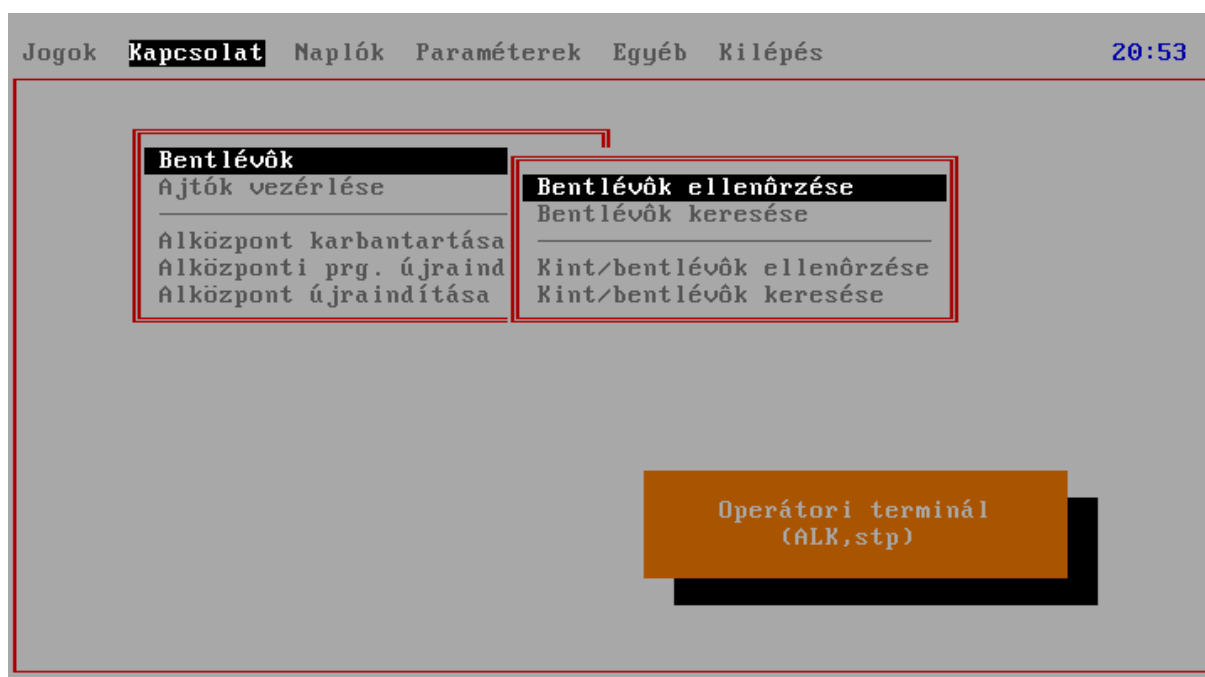 Jogok Kapcsolat Naplók Paraméterek Egyéb Kilépés 20:53
Bentlévôk
Ajtók vezérlése
Alközpont karbantartása
Alközponti prg. újraind
Alközpont újraindítása
Bentlévôk ellenôrzése
Bentlévôk keresése
Kint/bentlévôk ellenôrzése
Kint/bentlévôk keresése
Operátori terminál
(ALK,stp)